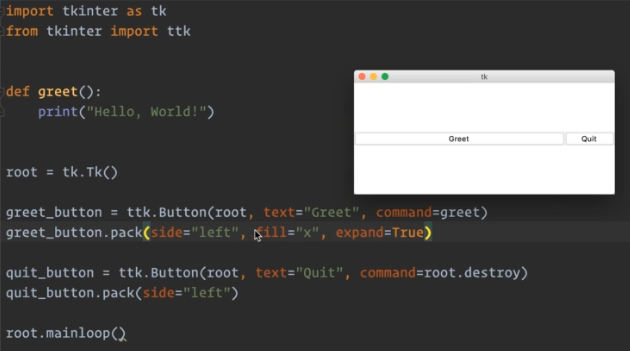 import tkinter as tk
from tkinter import ttk
def greet():
    print("Hello, World!")
root = tk.Tk()
greet_button = ttk.Button(root, text="Greet", command=greet)
greet_button.pack(side="left", fill="x", expand=True)
quit_button = ttk.Button(root, text="Quit", command=root.destroy)
quit_button.pack(side="left")
root.mainloop()
tk
Greet
Quit